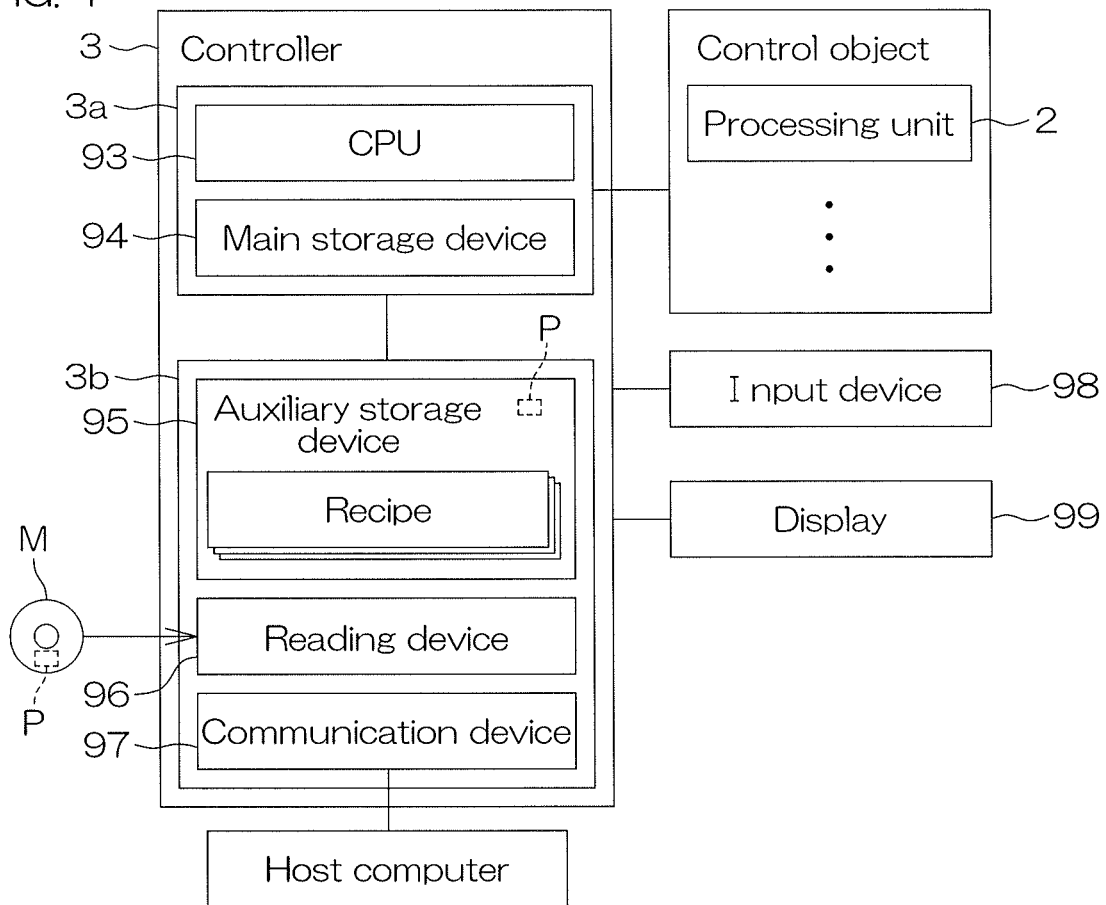 3
Controller
Control object
3a
CPU
93
Processing unit
2
94
Main storage device
P
3b
95
Auxiliary storage
device
Input device
98
Recipe
Display
99
M
Reading device
96
P
Communication device
97
Host computer